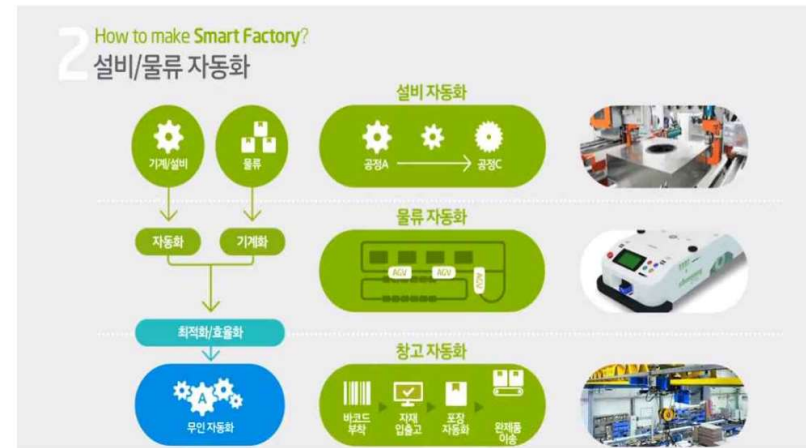 2
How to make Smart Factory?
설비/물류 자동화
기계/설비
물류
자동화
기계화
최적화/효율화
A
무인 자동화
설비 자동화
공정A
공정C
물류 자동화
AGV
AGV
AGV
창고 자동화
바코드
부착
자재
입출고
포장
자동화
완제품
이송